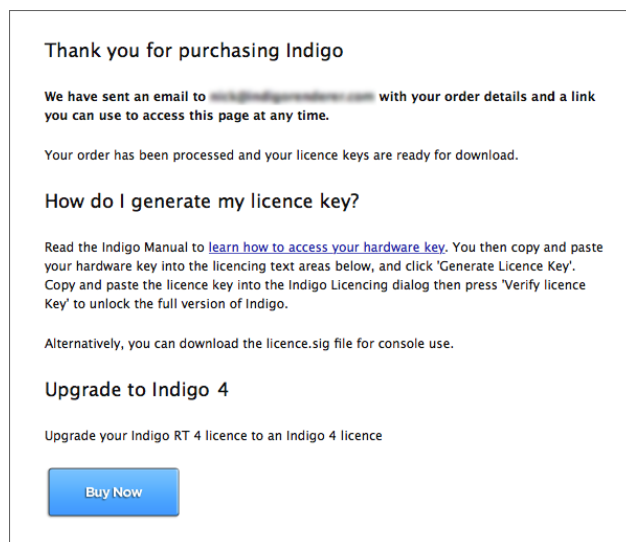 Thank you for purchasing Indigo
We have sent an email to with your order details and a link
you can use to access this page at any time.
Your order has been processed and your licence keys are ready for download.
How do I generate my licence key?
Read the Indigo Manual to learn how to access your hardware key. You then copy and paste
your hardware key into the licencing text areas below, and click 'Generate Licence Key'.
Copy and paste the licence key into the Indigo Licencing dialog then press 'Verify licence
Key' to unlock the full version of Indigo.
Alternatively, you can download the licence.sig file for console use.
Upgrade to Indigo 4
Upgrade your Indigo RT 4 licence to an Indigo 4 licence
Buy Now